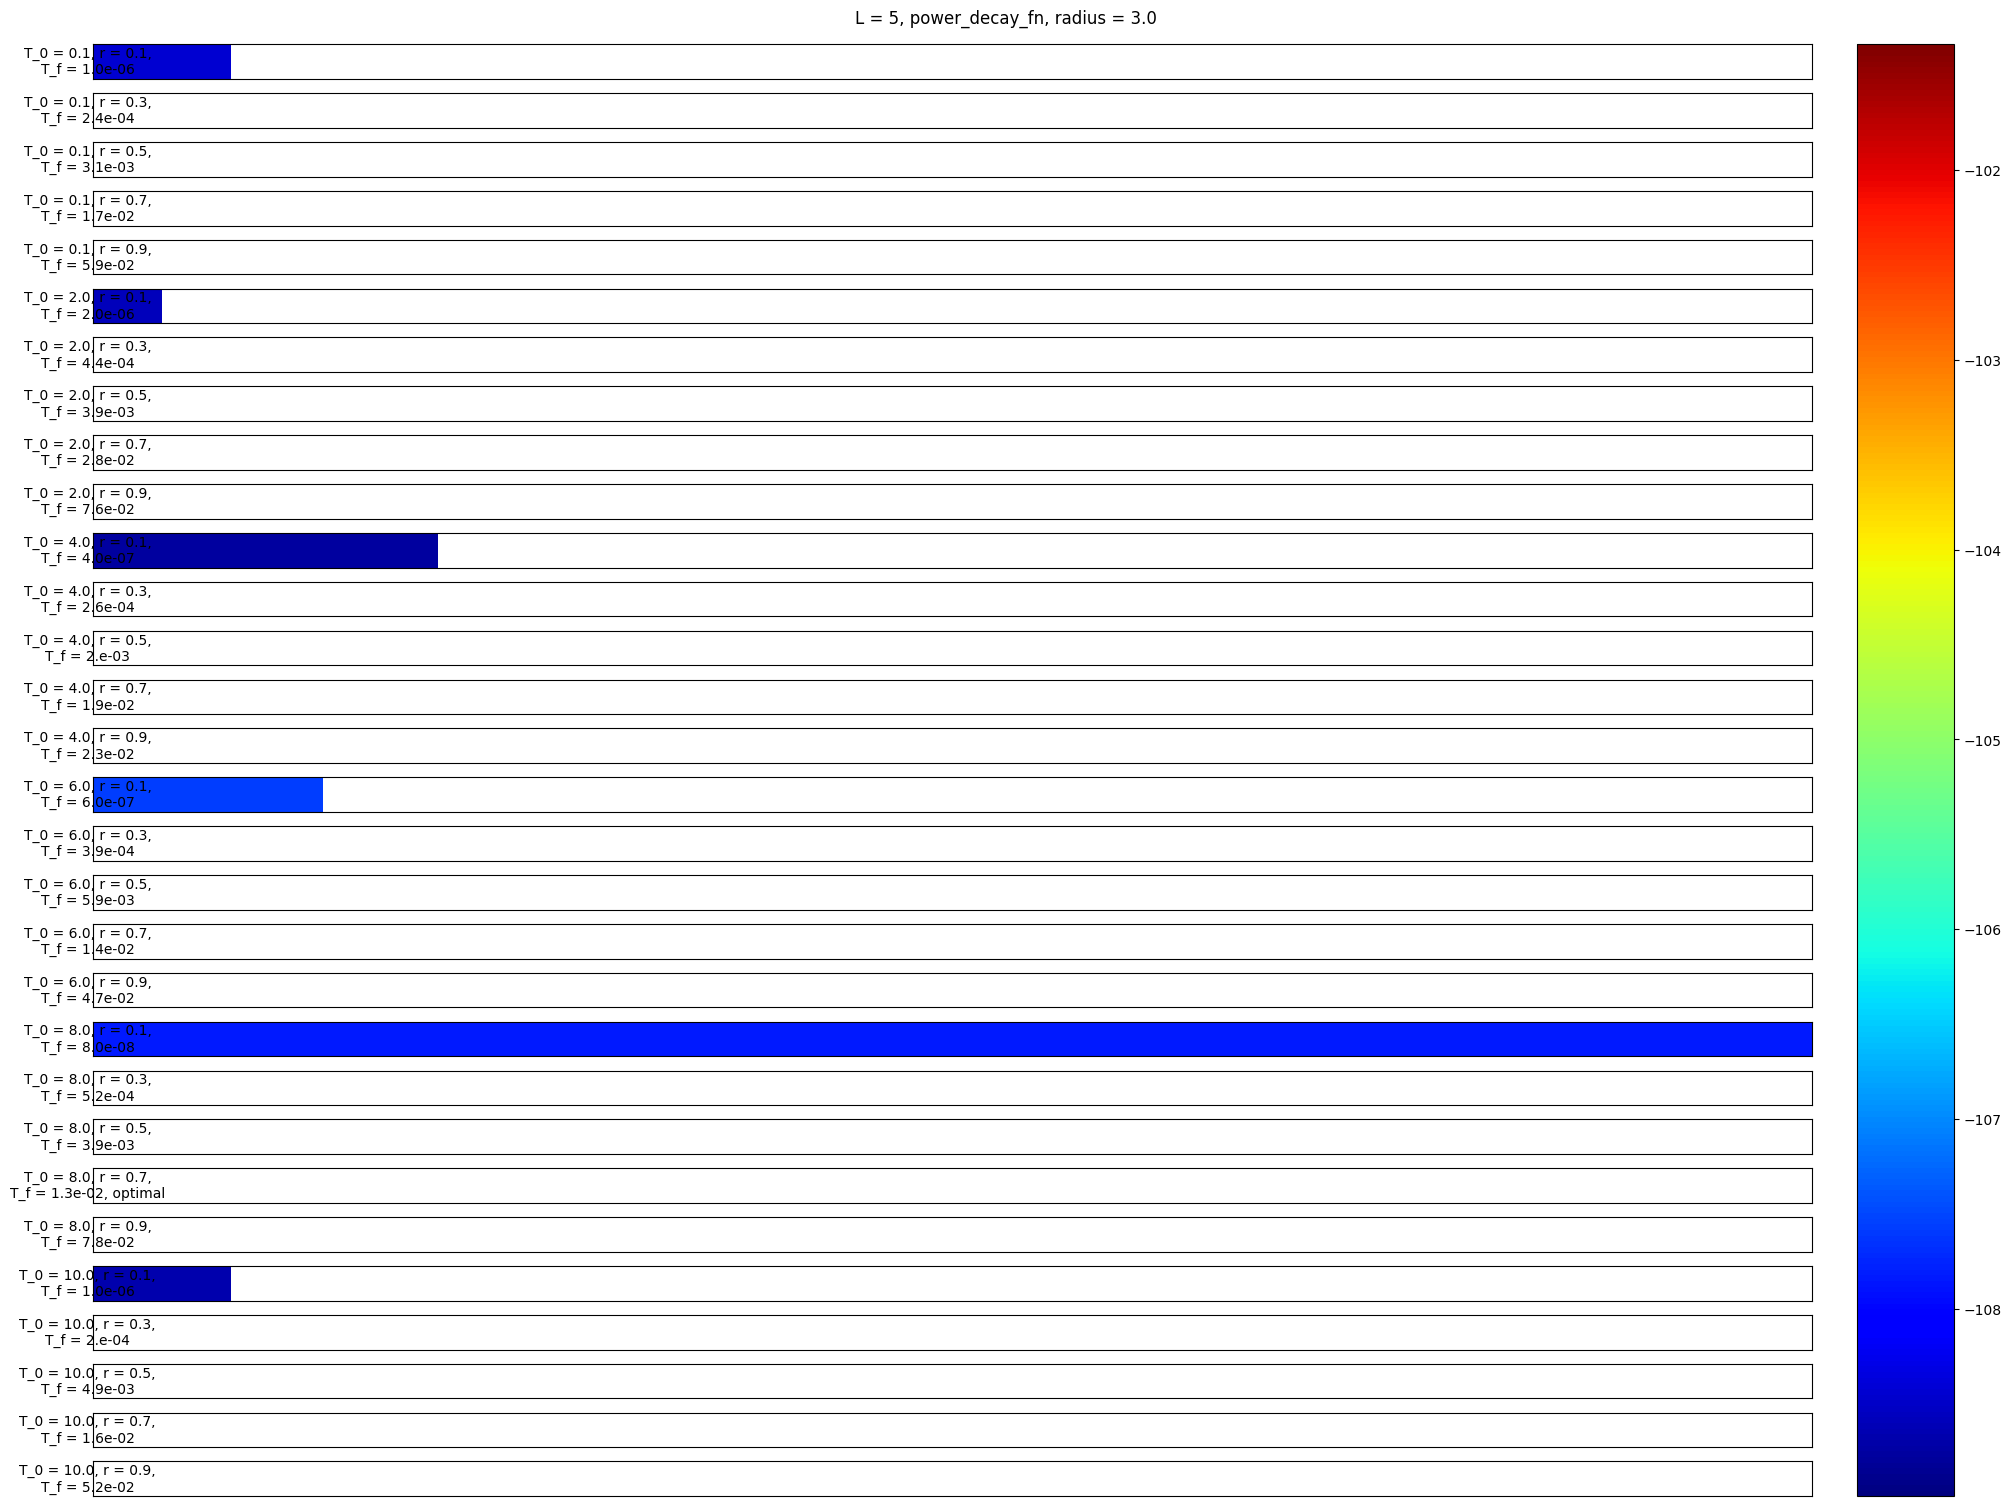 L = 5, power_decay_fn, radius = 3.0
T_0 = 0.1, r = 0.1,
T_f = 1.0e-06
T_0 = 0.1, r = 0.3,
T_f = 2.4e-04
T_0 = 0.1, r = 0.5,
T_f = 3.1e-03
T_0 = 0.1, r = 0.7,
T_f = 1.7e-02
T_0 = 0.1, r = 0.9,
T_f = 5.9e-02
T_0 = 2.0, r = 0.1,
T_f = 2.0e-06
T_0 = 2.0, r = 0.3,
T_f = 4.4e-04
T_0 = 2.0, r = 0.5,
T_f = 3.9e-03
T_0 = 2.0, r = 0.7,
T_f = 2.8e-02
T_0 = 2.0, r = 0.9,
T_f = 7.6e-02
T_0 = 4.0, r = 0.1,
T_f = 4.0e-07
T_0 = 4.0, r = 0.3,
T_f = 2.6e-04
T_0 = 4.0, r = 0.5,
T_f = 2.e-03
T_0 = 4.0, r = 0.7,
T_f = 1.9e-02
T_0 = 4.0, r = 0.9,
T_f = 2.3e-02
T_0 = 6.0, r = 0.1,
T_f = 6.0e-07
T_0 = 6.0, r = 0.3,
T_f = 3.9e-04
T_0 = 6.0, r = 0.5,
T_f = 5.9e-03
T_0 = 6.0, r = 0.7,
T_f = 1.4e-02
T_0 = 6.0, r = 0.9,
T_f = 4.7e-02
T_0 = 8.0, r = 0.1,
T_f = 8.0e-08
T_0 = 8.0, r = 0.3,
T_f = 5.2e-04
T_0 = 8.0, r = 0.5,
T_f = 3.9e-03
T_0 = 8.0, r = 0.7,
T_f = 1.3e-02, optimal
T_0 = 8.0, r = 0.9,
T_f = 7.8e-02
T_0 = 10.0, r = 0.1,
T_f = 1.0e-06
T_0 = 10.0, r = 0.3,
T_f = 2.e-04
T_0 = 10.0, r = 0.5,
T_f = 4.9e-03
T_0 = 10.0, r = 0.7,
T_f = 1.6e-02
T_0 = 10.0, r = 0.9,
T_f = 5.2e-02
−102
−103
−104
−105
−106
−107
−108